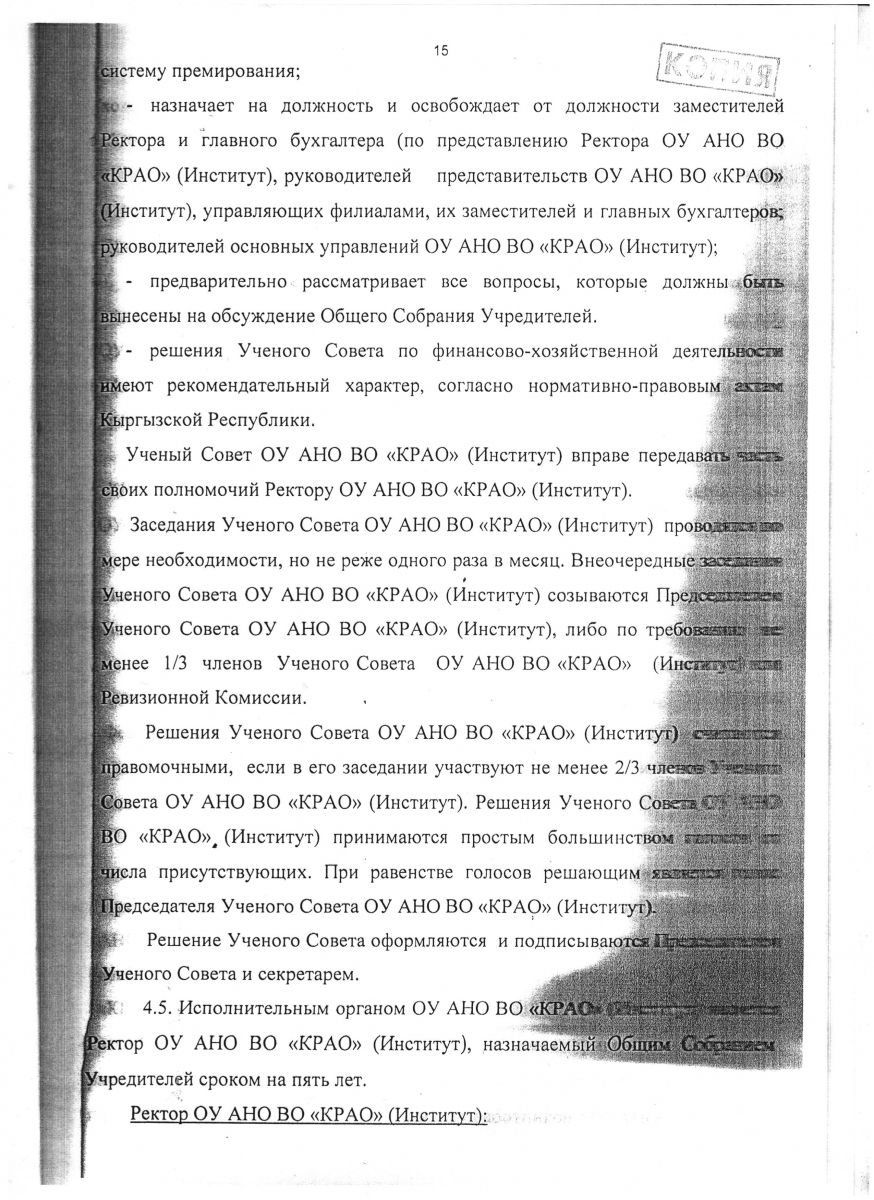 15
КОПИЯ
систему премирования;
- назначает на должность и освобождает от должности заместителей
Ректора и главного бухгалтера (по представлению Ректора ОУ АНО ВО
«КРАО» (Институт), руководителей представительств ОУ АНО ВО «КРАО»
(Институт), управляющих филиалами, их заместителей и главных бухгалтеров;
руководителей основных управлений ОУ АНО ВО «КРАО» (Институт);
- предварительно рассматривает все вопросы, которые должны быть
вынесены на обсуждение Общего Собрания Учредителей.
- решения Ученого Совета по финансово-хозяйственной деятельности
имеют рекомендательный характер, согласно нормативно-правовым актам
Кыргызской Республики.
Ученый Совет ОУ АНО ВО «КРАО» (Институт) вправе передавать часть
своих полномочий Ректору ОУ АНО ВО «КРАО» (Институт).
Заседания Ученого Совета ОУ АНО ВО «КРАО» (Институт) проводятся по
мере необходимости, но не реже одного раза в месяц. Внеочередные заседания
Ученого Совета ОУ АНО ВО «КРАО» (Институт) созываются Председателем
Ученого Совета ОУ АНО ВО «КРАО» (Институт), либо по требованию не
менее 1/3 членов Ученого Совета ОУ АНО ВО «КРАО» (Институт) или
Ревизионной Комиссии.
Решения Ученого Совета ОУ АНО ВО «КРАО» (Институт) считаются
правомочными, если в его заседании участвуют не менее 2/3 членов Ученого
Совета ОУ АНО ВО «КРАО» (Институт). Решения Ученого Совета ОУ АНО
ВО «КРАО» (Институт) принимаются простым большинством голосов от
числа присутствующих. При равенстве голосов решающим является голос
Председателя Ученого Совета ОУ АНО ВО «КРАО» (Институт).
Решение Ученого Совета оформляются и подписываются Председателем
Ученого Совета и секретарем.
4.5. Исполнительным органом ОУ АНО ВО «КРАО» (Институт) является
Ректор ОУ АНО ВО «КРАО» (Институт), назначаемый Общим Собранием
Учредителей сроком на пять лет.
Ректор ОУ АНО ВО «КРАО» (Институт):